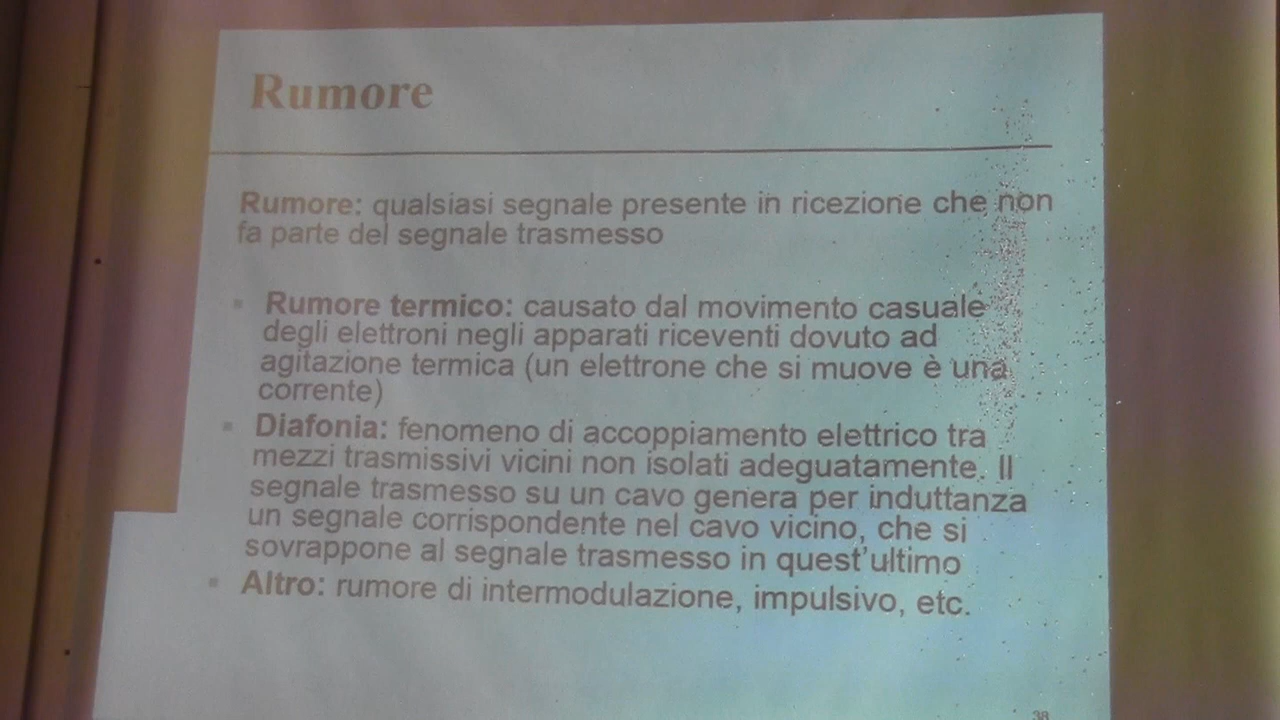 Rumore
Rumore: qualsiasi segnale presente in ricezione che non
fa parte del segnale trasmesso
Rumore termico: causato dal movimento casuale
degli elettroni negli apparati riceventi dovuto ad
agitazione termica (un elettrone che si muove è una
corrente)
Diafonia: fenomeno di accoppiamento elettrico tra
mezzi trasmissivi vicini non isolati adeguatamente. Il
segnale trasmesso su un cavo genera per induttanza
un segnale corrispondente nel cavo vicino, che si
sovrappone al segnale trasmesso in quest'ultimo
Altro: rumore di intermodulazione, impulsivo, etc.
38